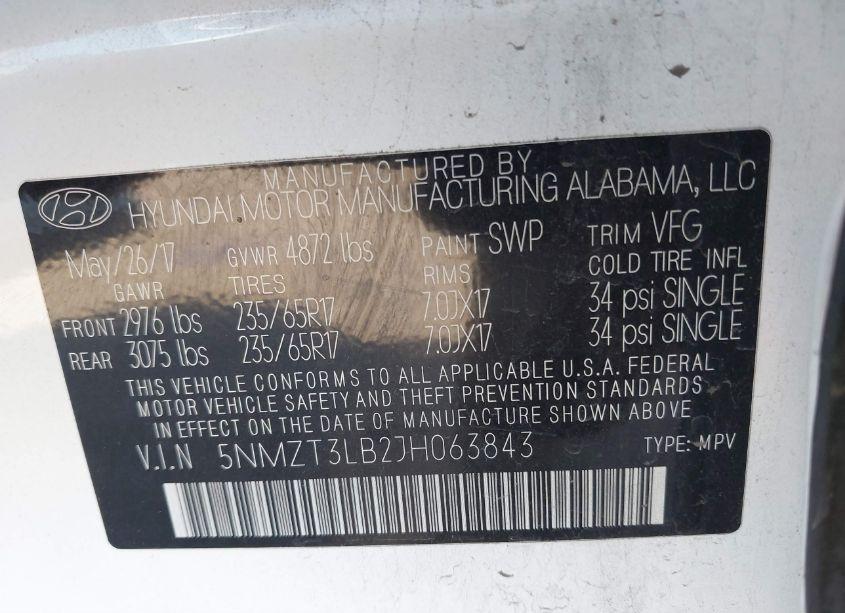 MANUFACTURED BY
HYUNDAI MOTOR MANUFACTURING ALABAMA, LLC
May/26/17 GVWR 4872 lbs PAINT SWP TRIM VFG
GAWR TIRES RIMS COLD TIRE INFL
FRONT 2976 lbs 235/65R17 7.0JX17 34 psi SINGLE
REAR 3075 lbs 235/65R17 7.0JX17 34 psi SINGLE
THIS VEHICLE CONFORMS TO ALL APPLICABLE U.S.A. FEDERAL
MOTOR VEHICLE SAFETY AND THEFT PREVENTION STANDARDS
IN EFFECT ON THE DATE OF MANUFACTURE SHOWN ABOVE
V.I.N 5NMZT3LB2JH063843 TYPE: MPV